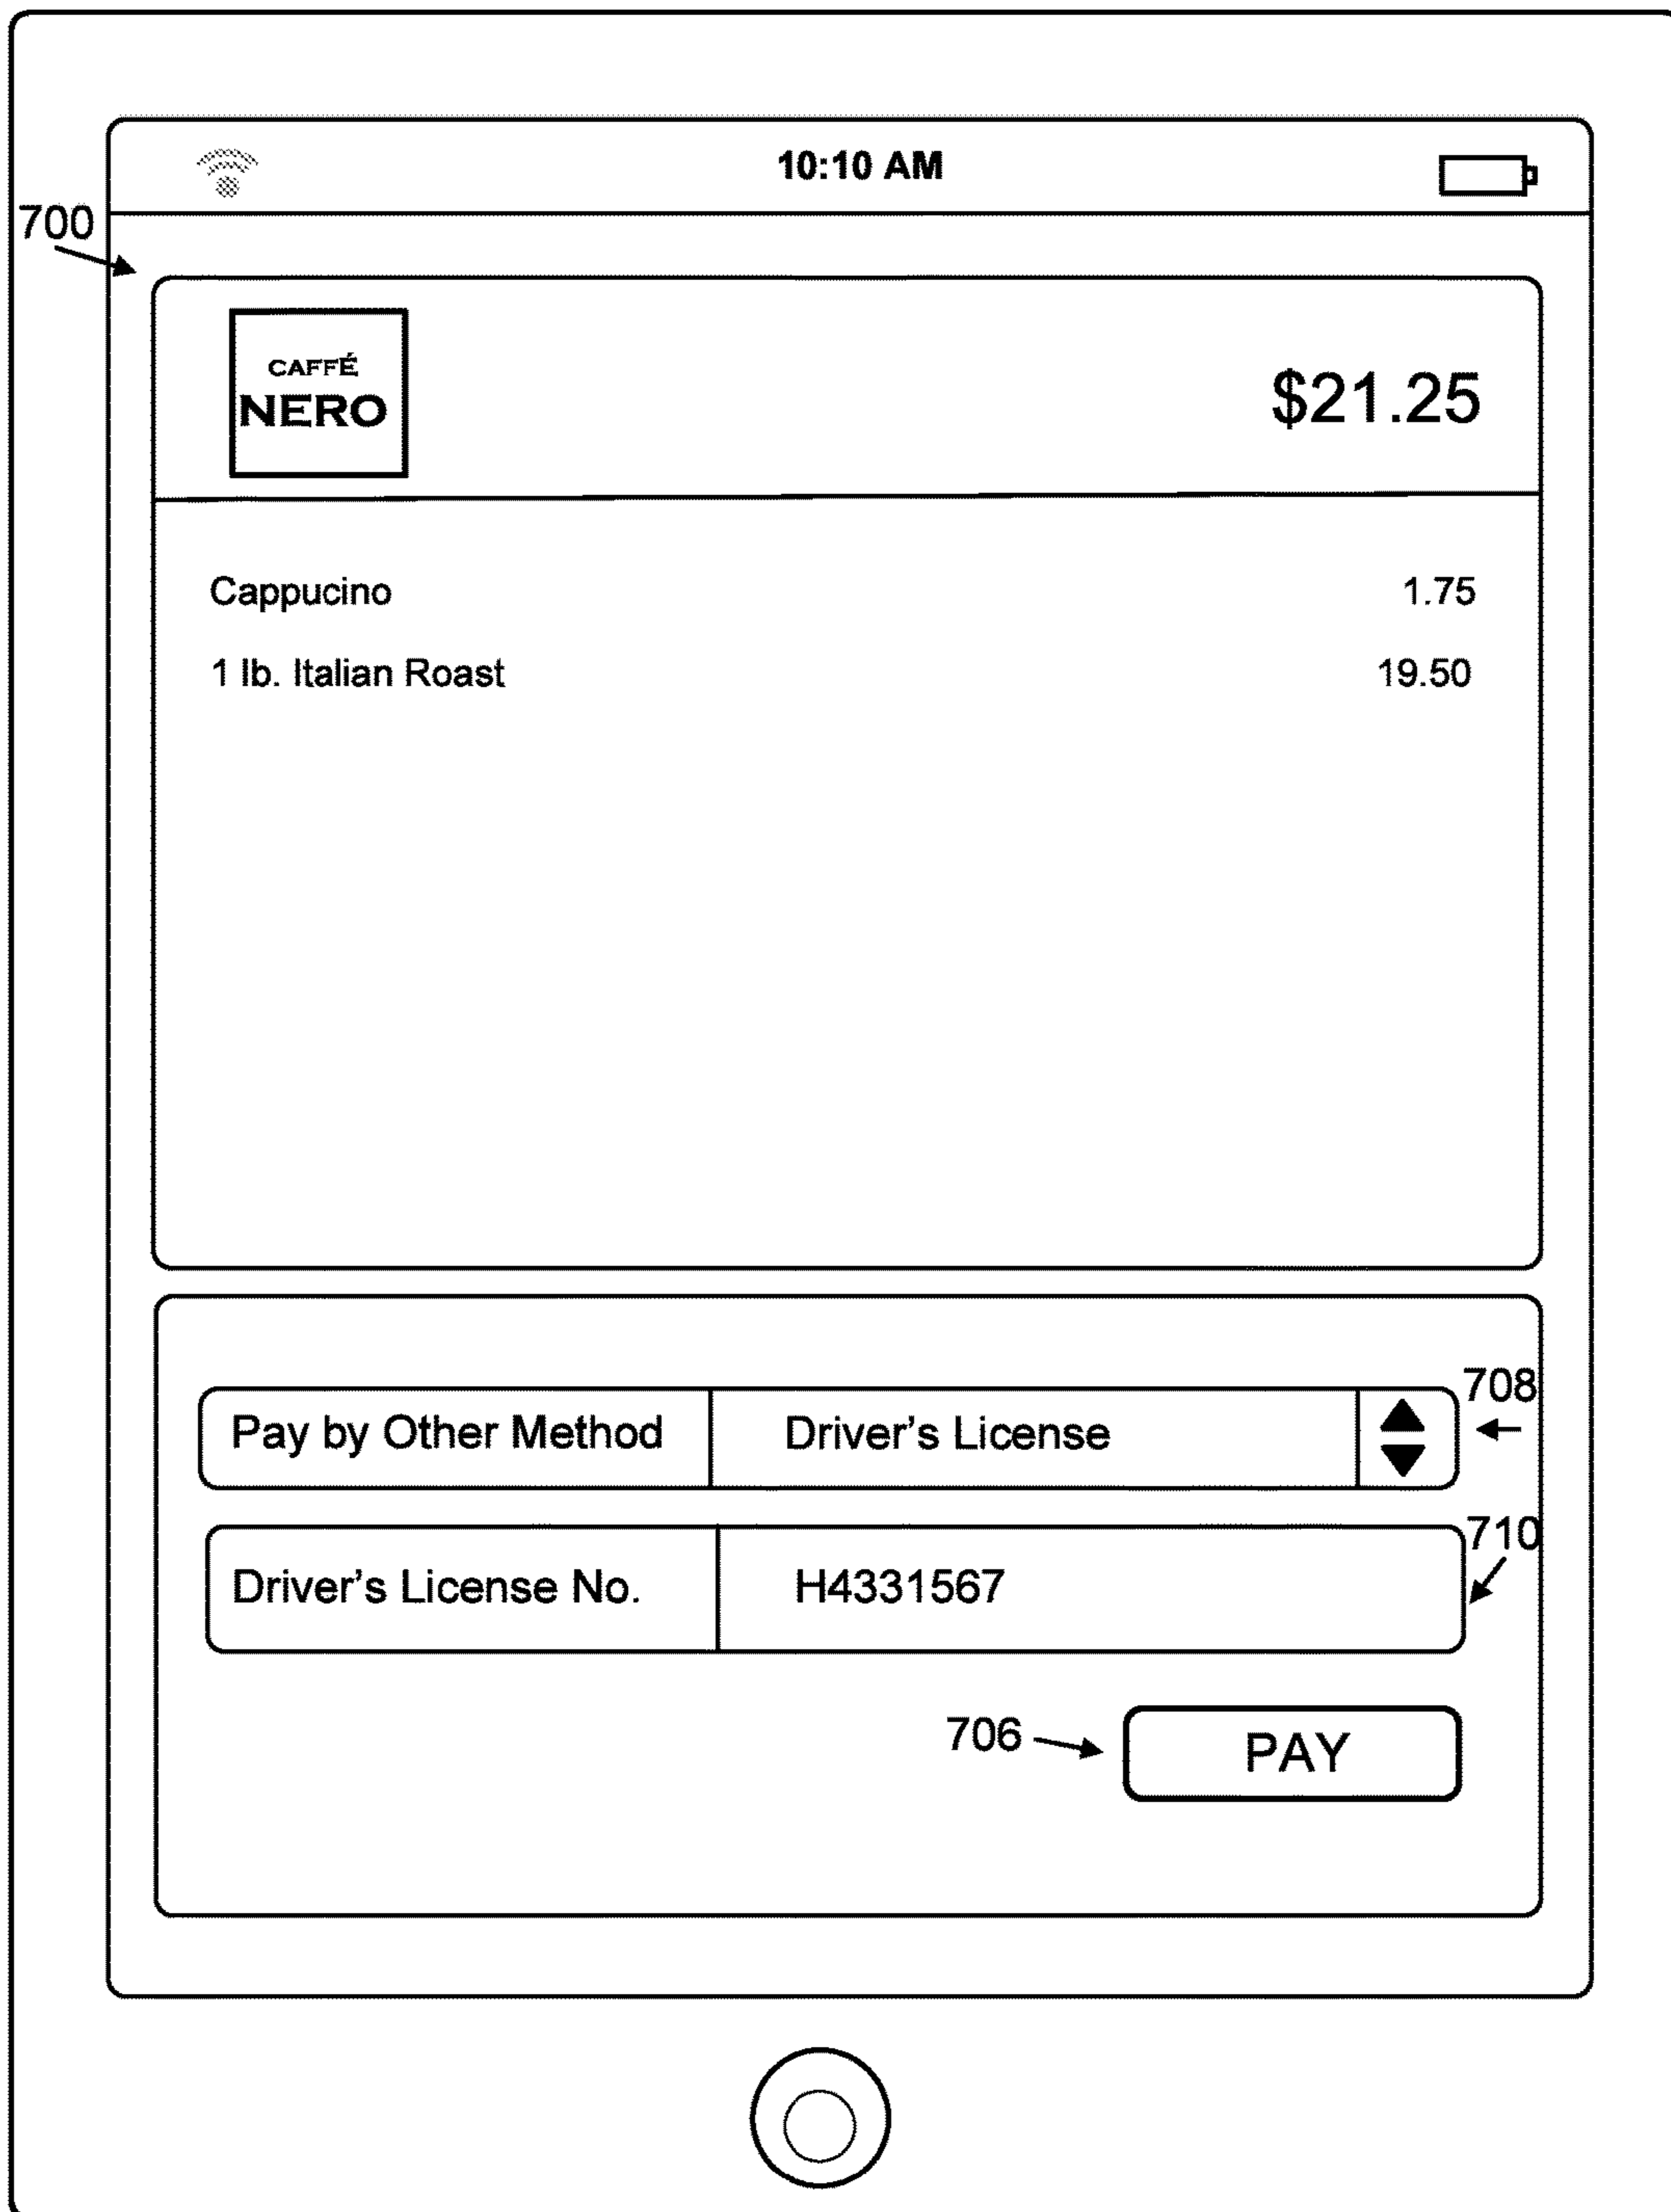 10:10 AM
700
CAFFÉ
NERO
$21.25
Cappucino 1.75
1 lb. Italian Roast 19.50
708
Pay by Other Method Driver's License
710
Driver's License No. H4331567
706 PAY